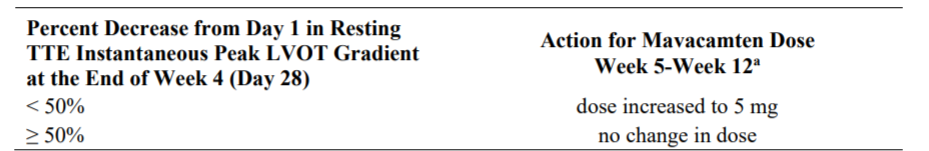 Percent Decrease from Day 1 in Resting
TTE Instantaneous Peak LVOT Gradient
at the End of Week 4 (Day 28)
Action for Mavacamten Dose
Week 5-Week 12ᵃ
< 50% dose increased to 5 mg
≥ 50% no change in dose